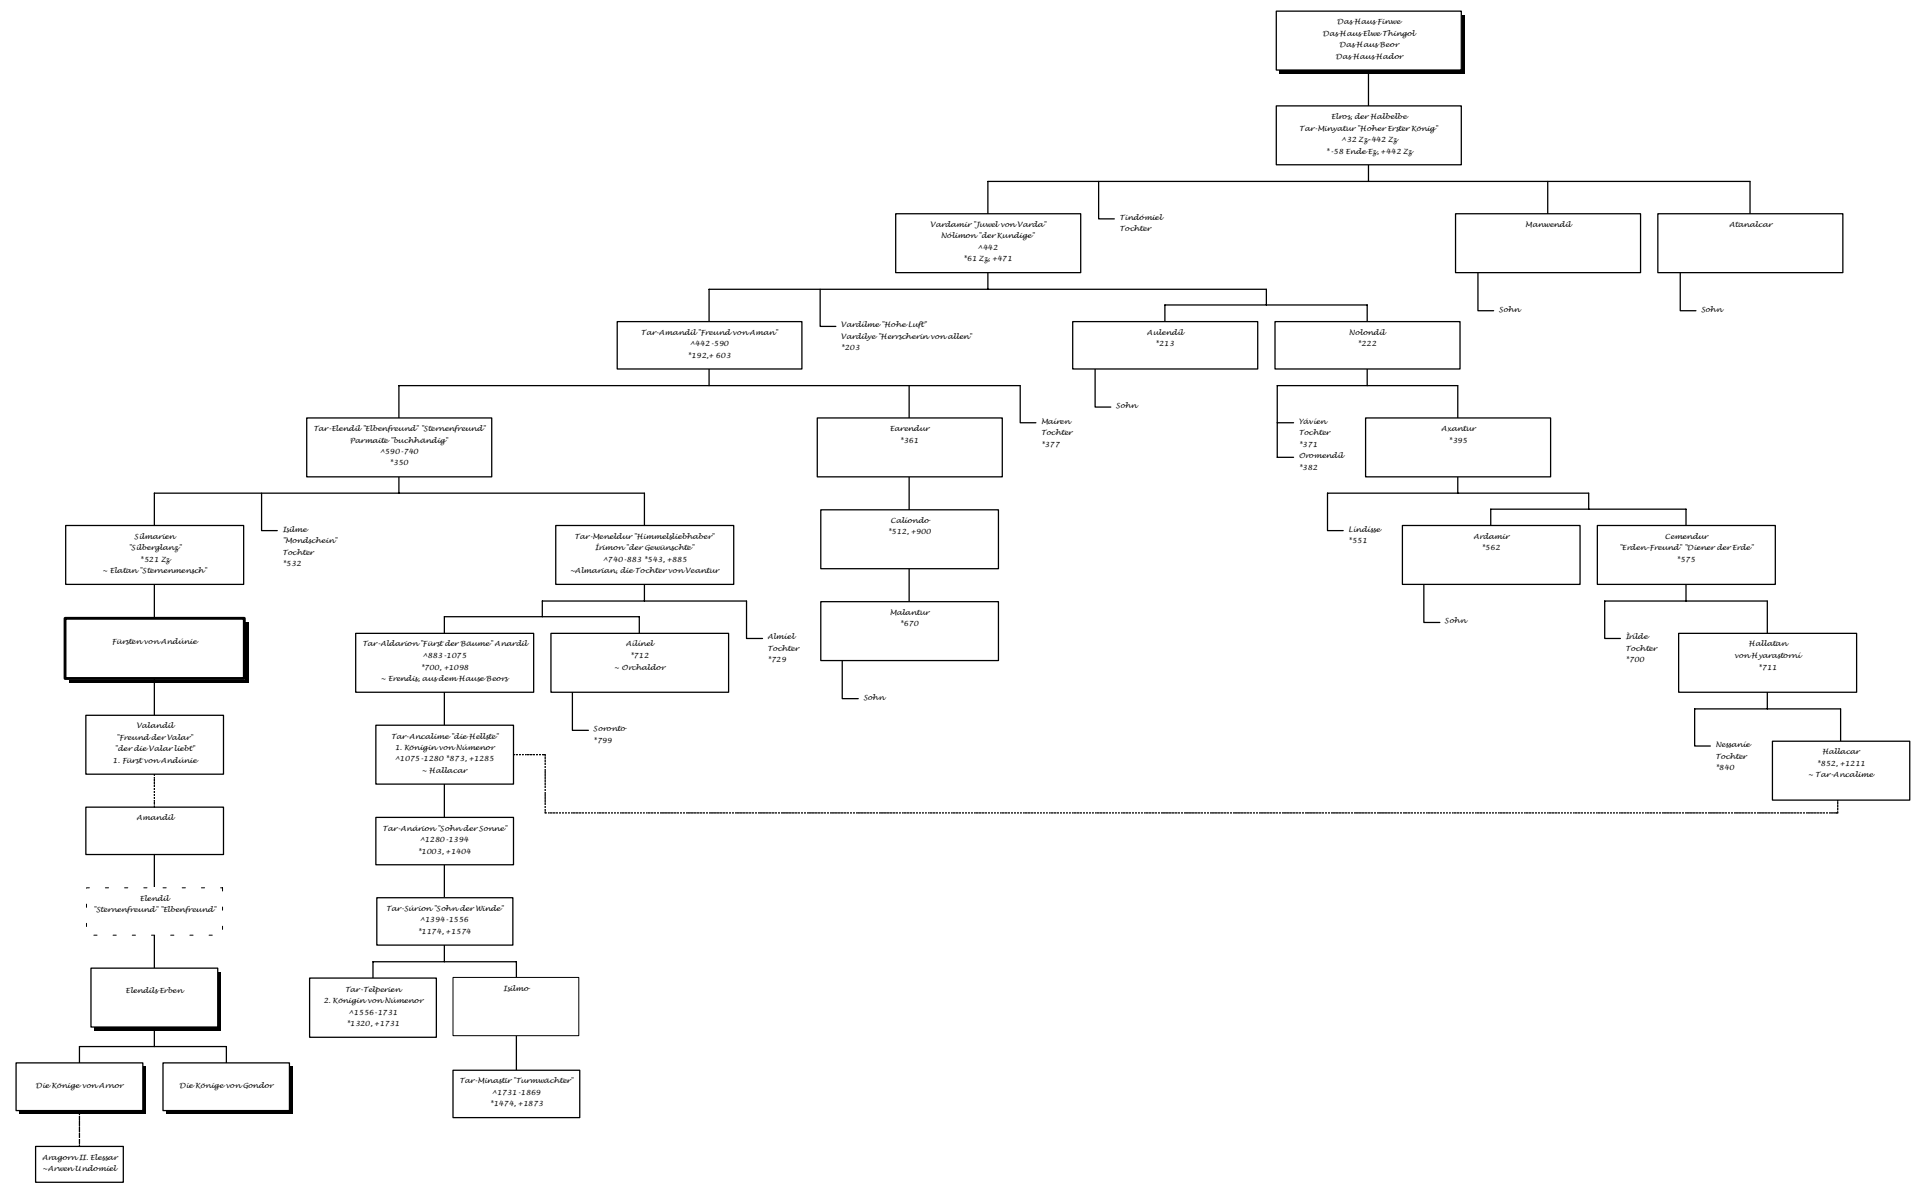 Das Haus Finwe
Das Haus Elwe Thingol
Das Haus Beor
Das Haus Hador
Elros, der Halbelbe
Tar-Minyatur "Hoher Erster König"
^32 Zz-442 Zz
*-58 Ende Ez, +442 Zz
Vardamir "Juwel von Varda"
Nólimon "der Kundige"
^442
*61 Zz, +471
Tindómiel
Tochter
Manwendil
Atanalcar
Sohn
Sohn
Tar-Amandil "Freund von Aman"
^442-590
*192,+ 603
Vardilme "Hohe Luft"
Vardilye "Herrscherin von allen"
*203
Aulendil
*213
Nolondil
*222
Sohn
Tar-Elendil "Elbenfreund" "Sternenfreund"
Parmaite "buchhändig"
^590-740
*350
Earendur
*361
Mairen
Tochter
*377
Yávien
Tochter
*371
Oromendil
*382
Axantur
*395
Silmarien
"Silberglanz"
*521 Zz
~ Elatan "Sternenmensch"
Isilme
"Mondschein"
Tochter
*532
Tar-Meneldur "Himmelsliebhaber"
Írimon "der Gewünschte"
^740-883 *543, +885
~Almarian, die Tochter von Veantur
Caliondo
*512, +900
Lindisse
*551
Ardamir
*562
Cemendur
"Erden-Freund" "Diener der Erde"
*575
Fürsten von Andúnie
Tar-Aldarion "Fürst der Bäume" Anardil
^883-1075
*700, +1098
~ Erendis, aus dem Hause Beors
Ailinel
*712
~ Orchaldor
Almiel
Tochter
*729
Malantur
*670
Sohn
Sohn
Írilde
Tochter
*700
Hallatan
von Hyarastorni
*711
Valandil
"Freund der Valar"
"der die Valar liebt"
1. Fürst von Andúnie
Tar-Ancalime "die Hellste"
1. Königin von Númenor
^1075-1280 *873, +1285
~ Hallacar
Soronto
*799
Nessanie
Tochter
*840
Hallacar
*852, +1211
~ Tar-Ancalime
Amandil
Tar-Anárion "Sohn der Sonne"
^1280-1394
*1003, +1404
Elendil
"Sternenfreund" "Elbenfreund"
Tar-Súrion "Sohn der Winde"
^1394-1556
*1174, +1574
Elendils Erben
Tar-Telperien
2. Königin von Númenor
^1556-1731
*1320, +1731
Isilmo
Die Könige von Arnor
Die Könige von Gondor
Tar-Minastir "Turmwächter"
^1731-1869
*1474, +1873
Aragorn II. Elessar
~Arwen Undomiel